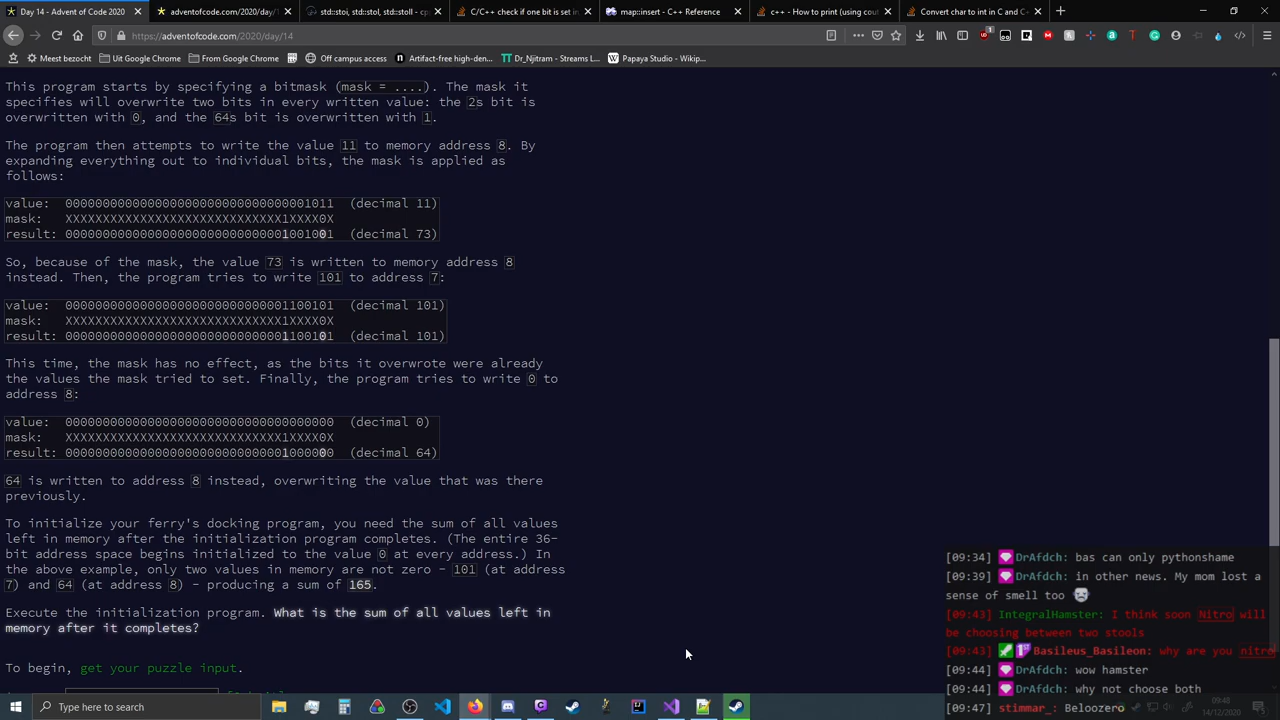 Day 14 - Advent of Code 2020
adventofcode.com/2020/day/1
std::stoi, std::stol, std::stoll - cpp
C/C++ check if one bit is set in
map::insert - C++ Reference
c++ - How to print (using cout
Convert char to int in C and C+
https://adventofcode.com/2020/day/14
Meest bezocht
Uit Google Chrome
From Google Chrome
Off campus access
Artifact-free high-den...
Dr_Njitram - Streams L...
Papaya Studio - Wikip...
This program starts by specifying a bitmask (mask = ....). The mask it
specifies will overwrite two bits in every written value: the 2s bit is
overwritten with 0, and the 64s bit is overwritten with 1.
The program then attempts to write the value 11 to memory address 8. By
expanding everything out to individual bits, the mask is applied as
follows:
value: 000000000000000000000000000000001011 (decimal 11)
mask: XXXXXXXXXXXXXXXXXXXXXXXXXXXXX1XXXX0X
result: 000000000000000000000000000001001001 (decimal 73)
So, because of the mask, the value 73 is written to memory address 8
instead. Then, the program tries to write 101 to address 7:
value: 000000000000000000000000000001100101 (decimal 101)
mask: XXXXXXXXXXXXXXXXXXXXXXXXXXXXX1XXXX0X
result: 000000000000000000000000000001100101 (decimal 101)
This time, the mask has no effect, as the bits it overwrote were already
the values the mask tried to set. Finally, the program tries to write 0 to
address 8:
value: 000000000000000000000000000000000000 (decimal 0)
mask: XXXXXXXXXXXXXXXXXXXXXXXXXXXXX1XXXX0X
result: 000000000000000000000000000001000000 (decimal 64)
64 is written to address 8 instead, overwriting the value that was there
previously.
To initialize your ferry's docking program, you need the sum of all values
left in memory after the initialization program completes. (The entire 36-
bit address space begins initialized to the value 0 at every address.) In
the above example, only two values in memory are not zero - 101 (at address
7) and 64 (at address 8) - producing a sum of 165.
Execute the initialization program. What is the sum of all values left in
memory after it completes?
To begin, get your puzzle input.
[09:34] DrAfdch: bas can only pythonshame
[09:39] DrAfdch: in other news. My mom lost a
sense of smell too
[09:43] IntegralHamster: I think soon Nitro will
be choosing between two stools
[09:43] Basileus_Basileon: why are you nitro
[09:44] DrAfdch: wow hamster
[09:44] DrAfdch: why not choose both
[09:47] stimmar_: Beloozero
Type here to search
09:48
14/12/2020